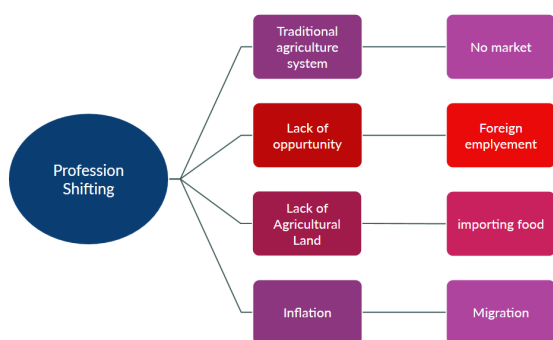 Profession
Shifting
Traditional
agriculture
system
No market
Lack of
oppurtunity
Foreign
emplyement
Lack of
Agricultural
Land
importing food
Inflation
Migration